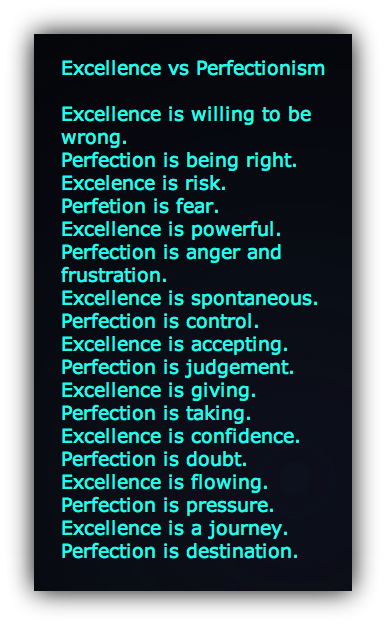 Excellence vs Perfectionism
Excellence is willing to be
wrong.
Perfection is being right.
Excelence is risk.
Perfetion is fear.
Excellence is powerful.
Perfection is anger and
frustration.
Excellence is spontaneous.
Perfection is control.
Excellence is accepting.
Perfection is judgement.
Excellence is giving.
Perfection is taking.
Excellence is confidence.
Perfection is doubt.
Excellence is flowing.
Perfection is pressure.
Excellence is a journey.
Perfection is destination.